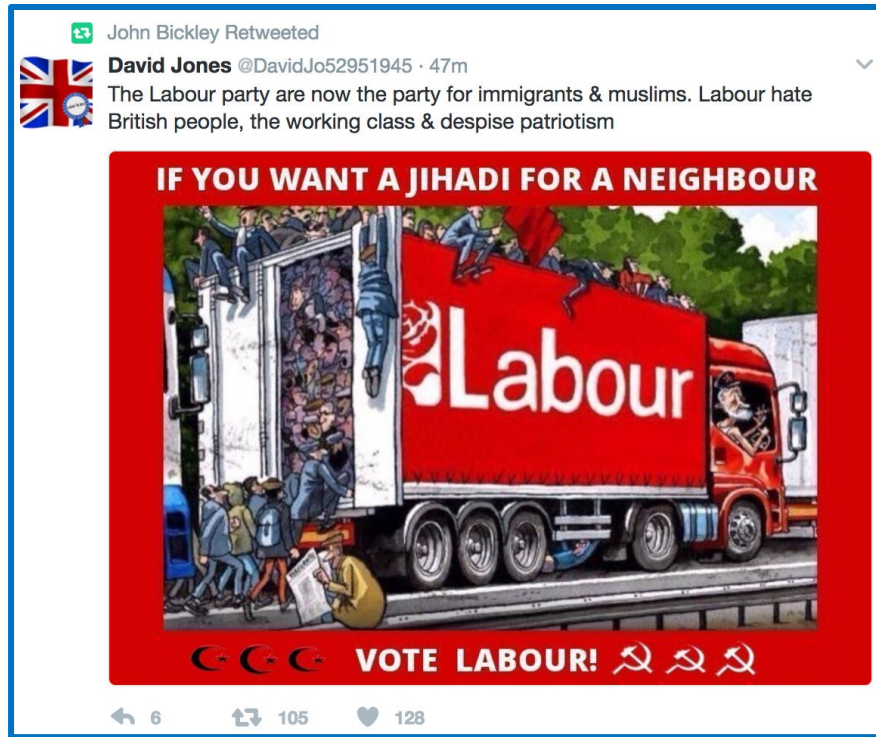 John Bickley Retweeted
David Jones @DavidJo52951945 · 47m
The Labour party are now the party for immigrants & muslims. Labour hate
British people, the working class & despise patriotism
IF YOU WANT A JIHADI FOR A NEIGHBOUR
Labour
VOTE LABOUR!
6 105 128